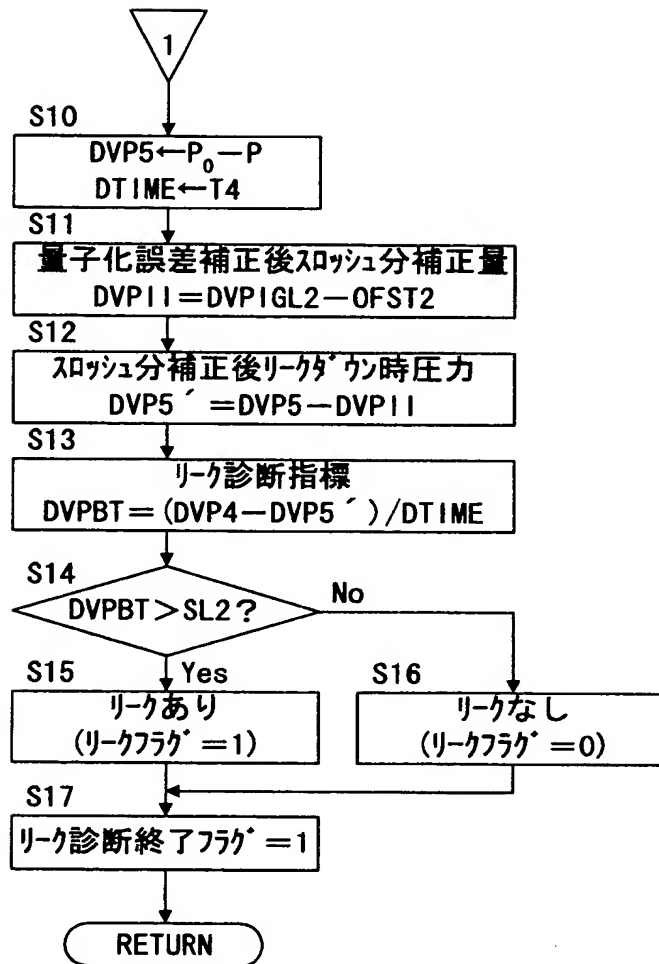 1
S10
DVP5←P₀−P
DTIME←T4
S11
量子化誤差補正後ｽﾛｯｼｭ分補正量
DVPII=DVPIGL2−OFST2
S12
ｽﾛｯｼｭ分補正後ﾘｰｸﾀﾞｳﾝ時圧力
DVP5´=DVP5−DVPII
S13
ﾘｰｸ診断指標
DVPBT=(DVP4−DVP5´)/DTIME
S14
DVPBT>SL2?
No
Yes
S15
ﾘｰｸあり
(ﾘｰｸﾌﾗｸﾞ=1)
S16
ﾘｰｸなし
(ﾘｰｸﾌﾗｸﾞ=0)
S17
ﾘｰｸ診断終了ﾌﾗｸﾞ=1
RETURN